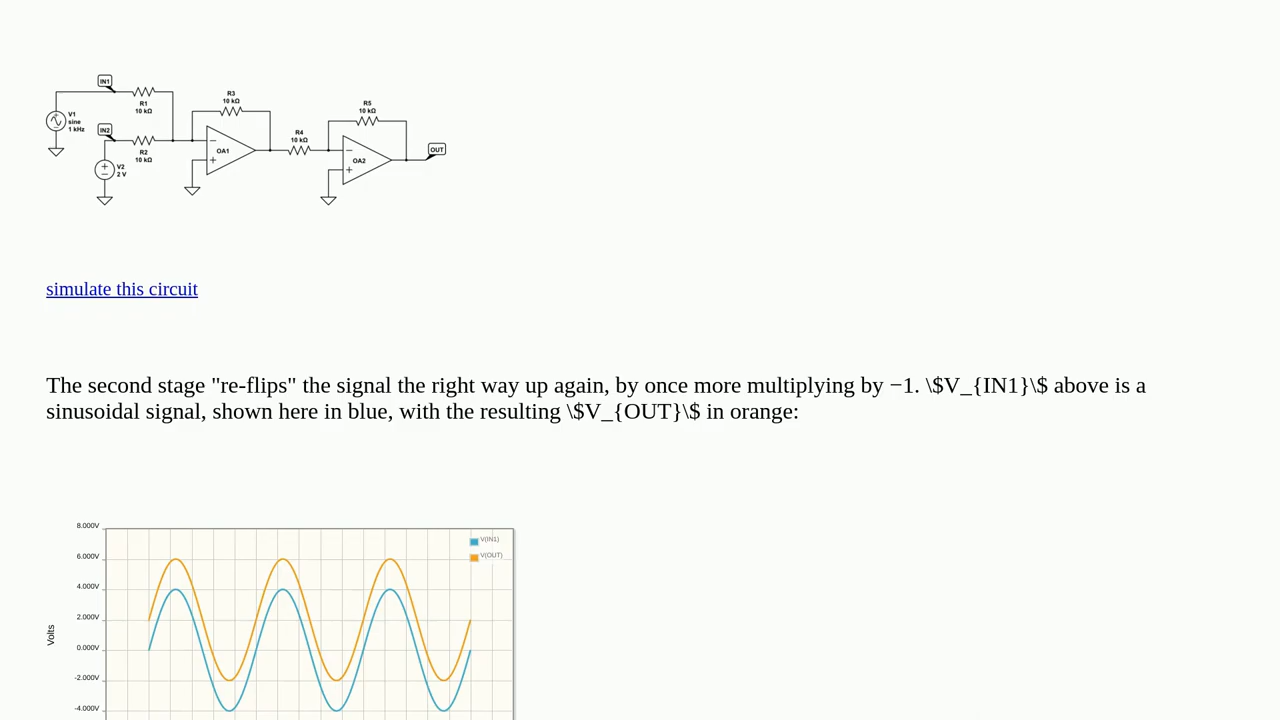 IN1
R3
10 kΩ
R1
10 kΩ
R5
10 kΩ
V1
sine
1 kHz
IN2
R4
10 kΩ
R2
10 kΩ
OA1
OA2
OUT
V2
2 V
simulate this circuit
The second stage "re-flips" the signal the right way up again, by once more multiplying by −1. \$V_{IN1}\$ above is a
sinusoidal signal, shown here in blue, with the resulting \$V_{OUT}\$ in orange:
8.000V
V(IN1)
6.000V
V(OUT)
4.000V
2.000V
Volts
0.000V
-2.000V
-4.000V